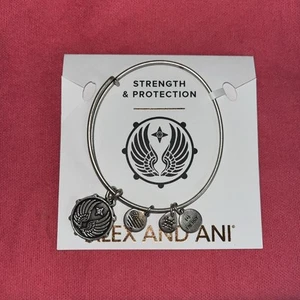 STRENGTH
& PROTECTION
ALEX AND ANI®